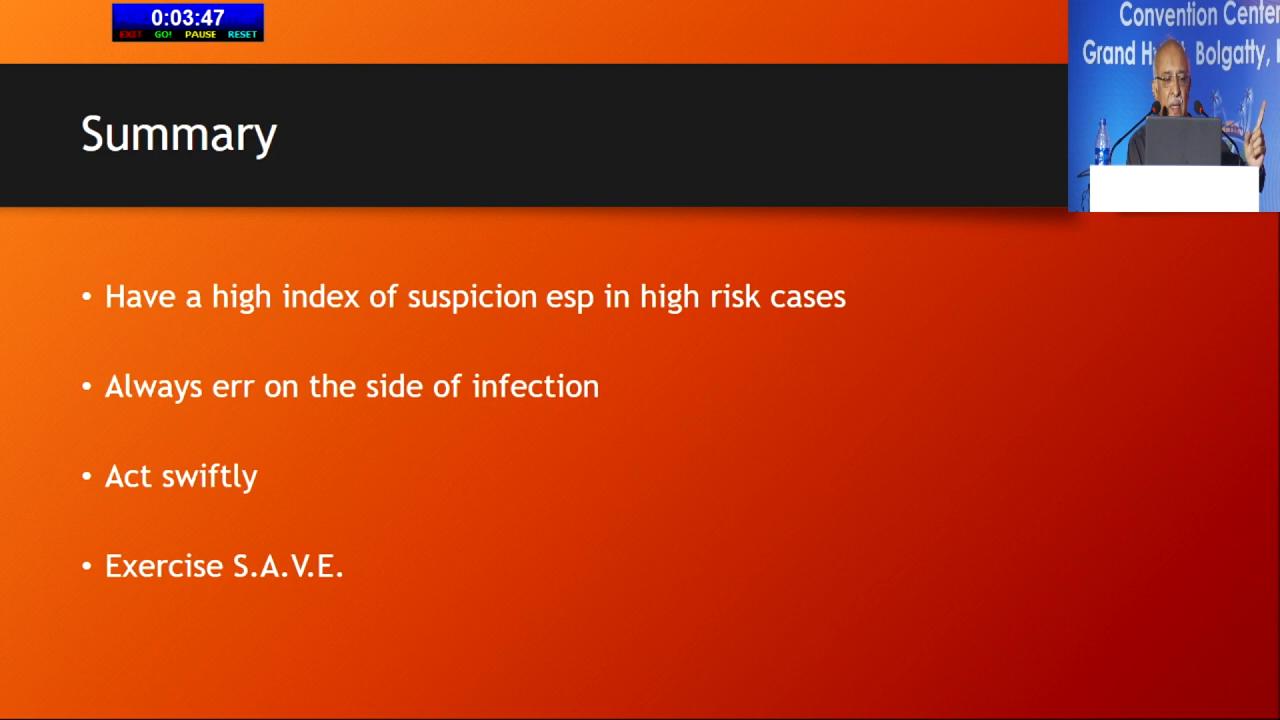 0:03:47
EXIT GO! PAUSE RESET
Convention Center
Grand Bolgatty,
Summary
• Have a high index of suspicion esp in high risk cases
• Always err on the side of infection
• Act swiftly
• Exercise S.A.V.E.